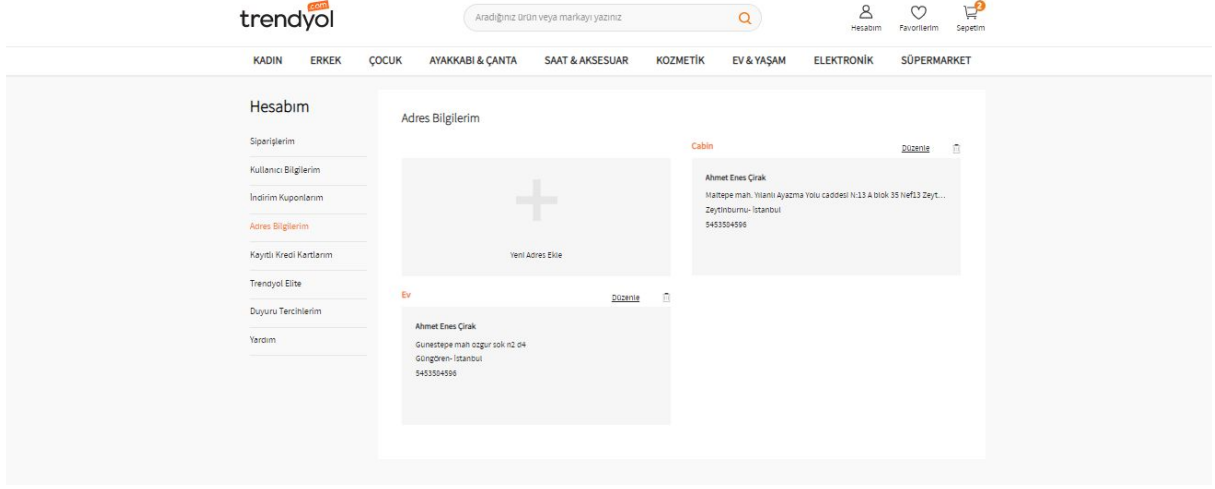 trendyol
.com
Aradığınız ürün veya markayı yazınız
Hesabım
Favorilerim
2
Sepetim
KADIN ERKEK ÇOCUK AYAKKABI & ÇANTA SAAT & AKSESUAR KOZMETİK EV & YAŞAM ELEKTRONİK SÜPERMARKET
Hesabım
Siparişlerim
Kullanıcı Bilgilerim
İndirim Kuponlarım
Adres Bilgilerim
Kayıtlı Kredi Kartlarım
Trendyol Elite
Duyuru Tercihlerim
Yardım
Adres Bilgilerim
Yeni Adres Ekle
Cabin Düzenle
Ahmet Enes Çirak
Maltepe mah. Yılanlı Ayazma Yolu caddesi N:13 A blok 35 Nef13 Zeyt...
Zeytinburnu- İstanbul
5453584596
Ev Düzenle
Ahmet Enes Çirak
Gunestepe mah ozgur sok n2 d4
Güngören- İstanbul
5453584596